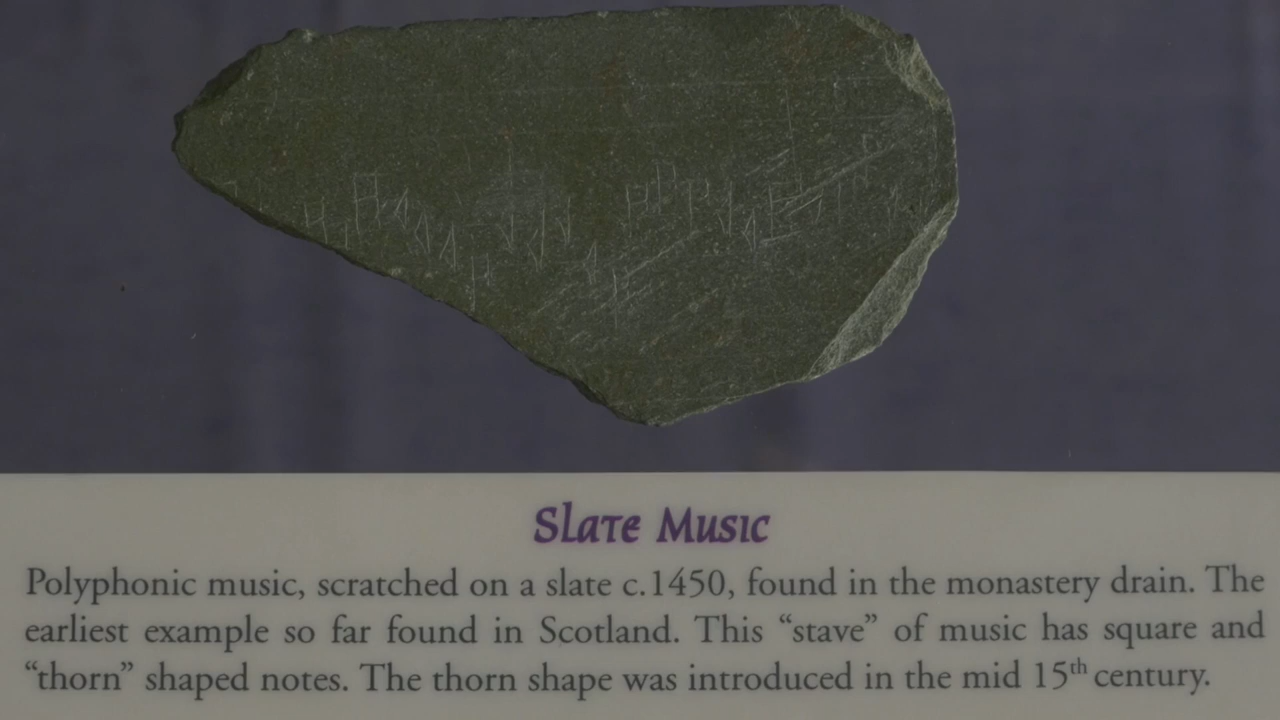 Slate Music
Polyphonic music, scratched on a slate c.1450, found in the monastery drain. The
earliest example so far found in Scotland. This “stave” of music has square and
“thorn” shaped notes. The thorn shape was introduced in the mid 15th century.